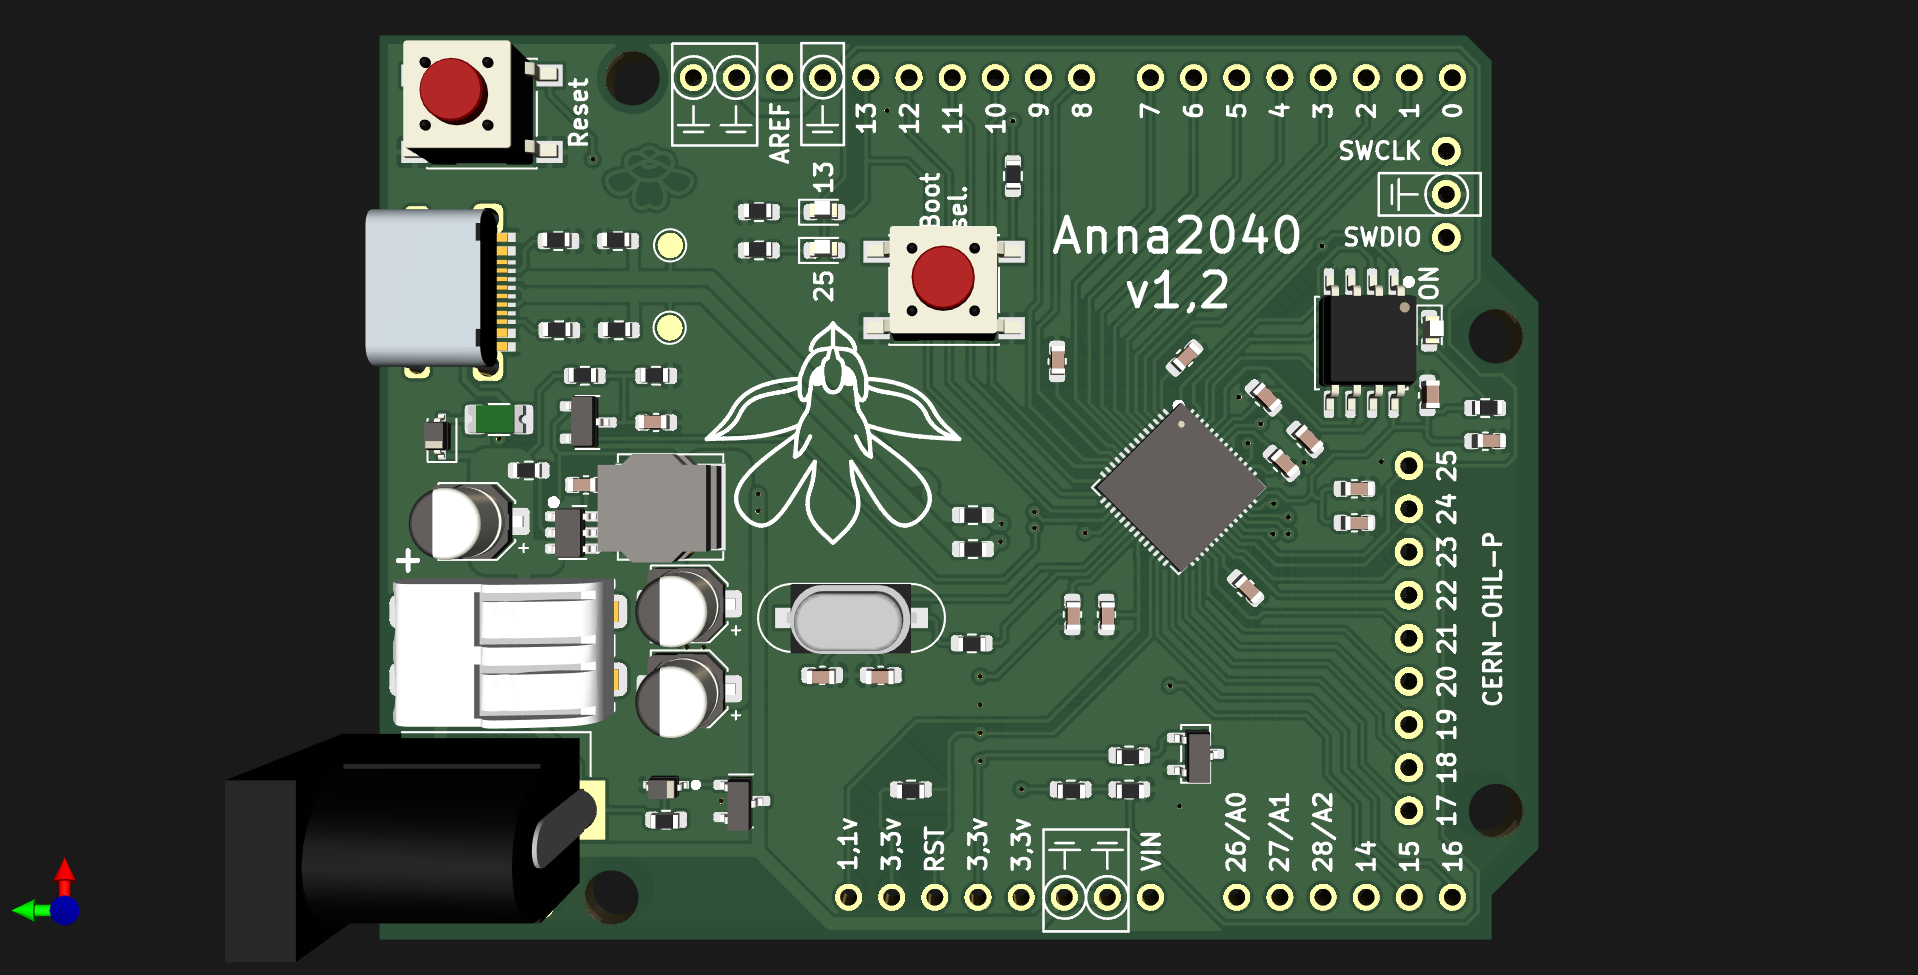 Reset
AREF
13
12
11
10
9
8
7
6
5
4
3
2
1
0
SWCLK
SWDIO
13
25
Boot
sel.
Anna2040
v1,2
ON
+
+
+
+
25
24
23
22
21
20
19
18
17
CERN-OHL-P
1,1v
3,3v
RST
3,3v
3,3v
VIN
26/A0
27/A1
28/A2
14
15
16